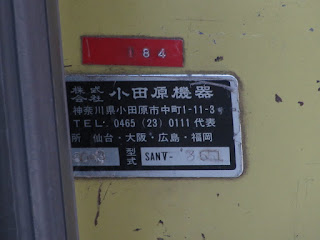 184
株式会社 小田原機器
神奈川県小田原市中町1-11-3
TEL. 0465 (23) 0111 代表
所 仙台・大阪・広島・福岡
型式 SANV-